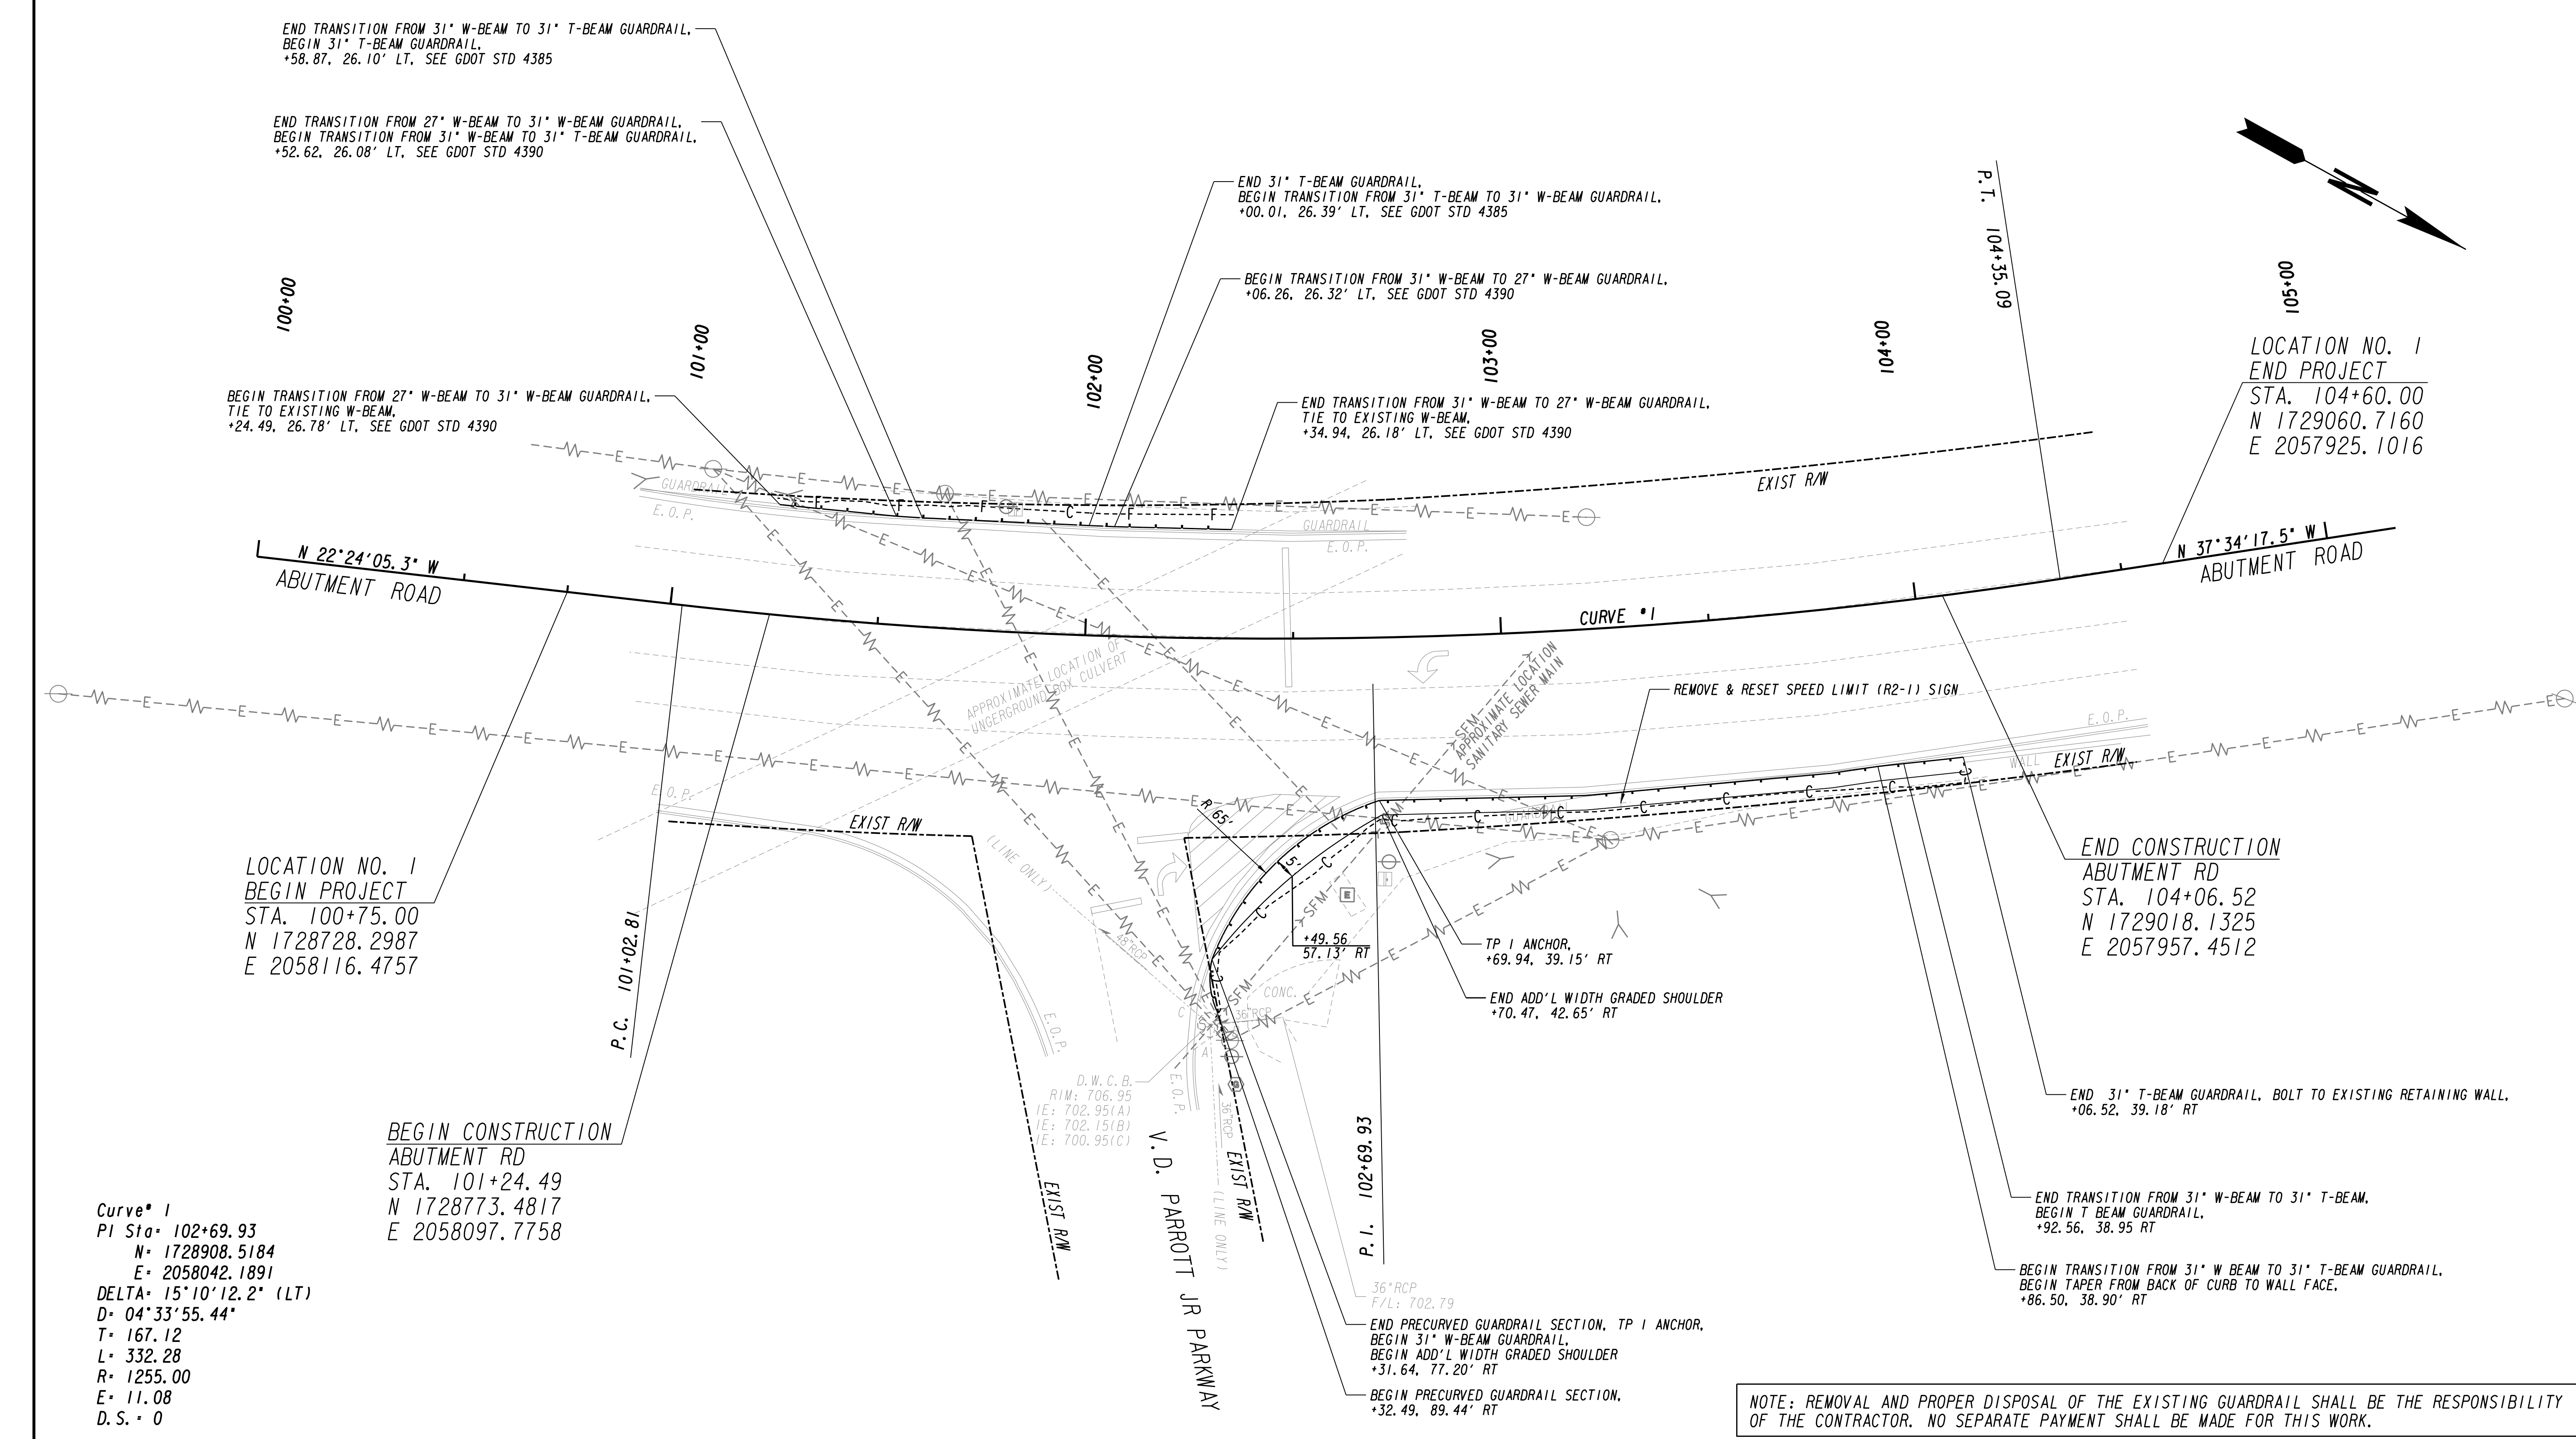 END TRANSITION FROM 31" W-BEAM TO 31" T-BEAM GUARDRAIL,
BEGIN 31" T-BEAM GUARDRAIL,
+58.87, 26.10' LT, SEE GDOT STD 4385
END TRANSITION FROM 27" W-BEAM TO 31" W-BEAM GUARDRAIL,
BEGIN TRANSITION FROM 31" W-BEAM TO 31" T-BEAM GUARDRAIL,
+52.62, 26.08' LT, SEE GDOT STD 4390
END 31" T-BEAM GUARDRAIL,
BEGIN TRANSITION FROM 31" T-BEAM TO 31" W-BEAM GUARDRAIL,
+00.01, 26.39' LT, SEE GDOT STD 4385
BEGIN TRANSITION FROM 31" W-BEAM TO 27" W-BEAM GUARDRAIL,
+06.26, 26.32' LT, SEE GDOT STD 4390
N
P.T. 104+35.09
100+00
101+00
102+00
103+00
104+00
105+00
LOCATION NO. 1
END PROJECT
STA. 104+60.00
N 1729060.7160
E 2057925.1016
BEGIN TRANSITION FROM 27" W-BEAM TO 31" W-BEAM GUARDRAIL,
TIE TO EXISTING W-BEAM,
+24.49, 26.78' LT, SEE GDOT STD 4390
END TRANSITION FROM 31" W-BEAM TO 27" W-BEAM GUARDRAIL,
TIE TO EXISTING W-BEAM,
+34.94, 26.18' LT, SEE GDOT STD 4390
GUARDRAIL
E.O.P.
GUARDRAIL
E.O.P.
EXIST R/W
N 22°24'05.3" W
ABUTMENT ROAD
CURVE #1
N 37°34'17.5" W
ABUTMENT ROAD
APPROXIMATE LOCATION OF
UNGERGROUND BOX CULVERT
APPROXIMATE LOCATION
SANITARY SEWER MAIN
SFM
REMOVE & RESET SPEED LIMIT (R2-1) SIGN
E.O.P.
WALL
EXIST R/W
E.O.P.
EXIST R/W
R 65'
5'
(LINE ONLY)
48"RCP
SFM
SFM
+49.56
57.13' RT
LOCATION NO. 1
BEGIN PROJECT
STA. 100+75.00
N 1728728.2987
E 2058116.4757
P.C. 101+02.81
END CONSTRUCTION
ABUTMENT RD
STA. 104+06.52
N 1729018.1325
E 2057957.4512
TP 1 ANCHOR,
+69.94, 39.15' RT
END ADD'L WIDTH GRADED SHOULDER
+70.47, 42.65' RT
CONC.
36"RCP
E.O.P.
D.W.C.B.
RIM: 706.95
IE: 702.95(A)
IE: 702.15(B)
IE: 700.95(C)
E.O.P.
36"RCP
(LINE ONLY)
EXIST R/W
EXIST R/W
V.D. PARROTT JR PARKWAY
P.I. 102+69.93
END 31" T-BEAM GUARDRAIL, BOLT TO EXISTING RETAINING WALL,
+06.52, 39.18' RT
BEGIN CONSTRUCTION
ABUTMENT RD
STA. 101+24.49
N 1728773.4817
E 2058097.7758
END TRANSITION FROM 31" W-BEAM TO 31" T-BEAM,
BEGIN T BEAM GUARDRAIL,
+92.56, 38.95 RT
BEGIN TRANSITION FROM 31" W BEAM TO 31" T-BEAM GUARDRAIL,
BEGIN TAPER FROM BACK OF CURB TO WALL FACE,
+86.50, 38.90' RT
Curve# 1
PI Sta= 102+69.93
N= 1728908.5184
E= 2058042.1891
DELTA= 15°10'12.2" (LT)
D= 04°33'55.44"
T= 167.12
L= 332.28
R= 1255.00
E= 11.08
D.S.= 0
36"RCP
F/L: 702.79
END PRECURVED GUARDRAIL SECTION, TP 1 ANCHOR,
BEGIN 31" W-BEAM GUARDRAIL,
BEGIN ADD'L WIDTH GRADED SHOULDER
+31.64, 77.20' RT
BEGIN PRECURVED GUARDRAIL SECTION,
+32.49, 89.44' RT
NOTE: REMOVAL AND PROPER DISPOSAL OF THE EXISTING GUARDRAIL SHALL BE THE RESPONSIBILITY
OF THE CONTRACTOR. NO SEPARATE PAYMENT SHALL BE MADE FOR THIS WORK.